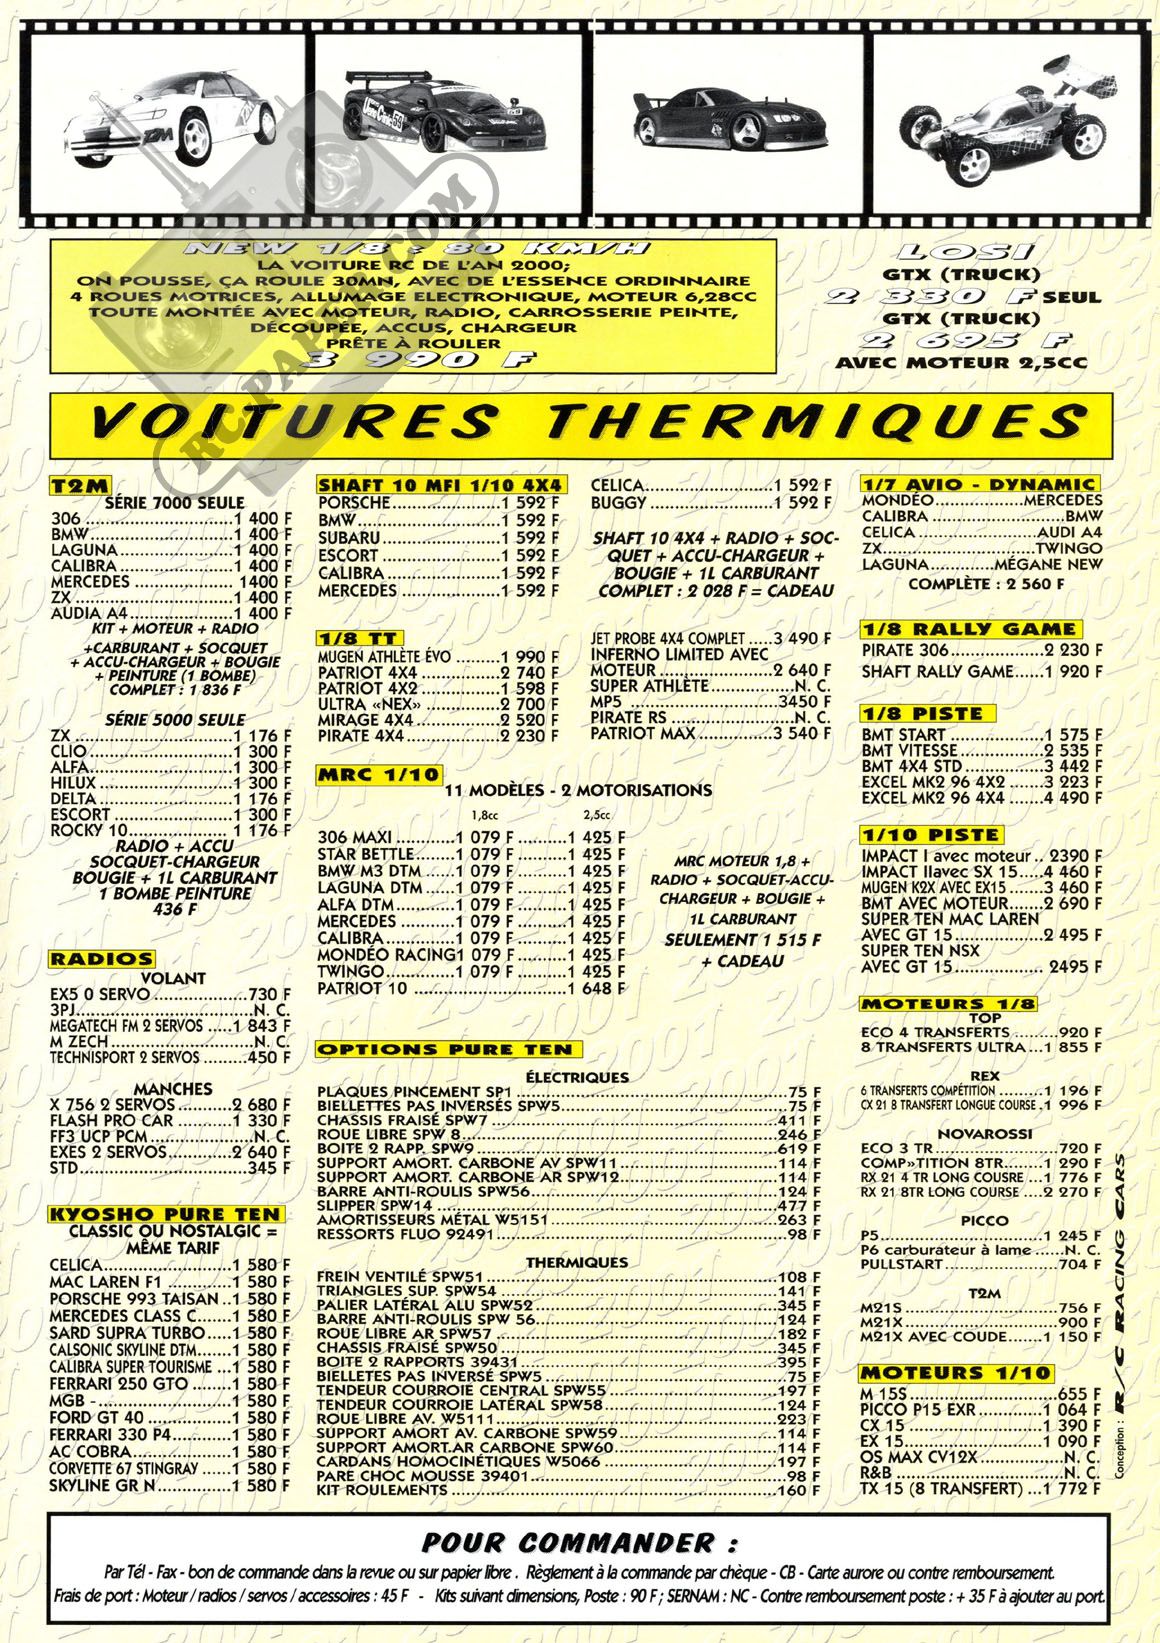 NEW 1/8 : 80 KM/H
LA VOITURE RC DE L'AN 2000;
ON POUSSE, ÇA ROULE 30MN, AVEC DE L'ESSENCE ORDINNAIRE
4 ROUES MOTRICES, ALLUMAGE ELECTRONIQUE, MOTEUR 6,28CC
TOUTE MONTÉE AVEC MOTEUR, RADIO, CARROSSERIE PEINTE,
DÉCOUPÉE, ACCUS, CHARGEUR
PRÊTE À ROULER
3 990 F
LOSI
GTX (TRUCK)
2 330 F SEUL
GTX (TRUCK)
2 695 F
AVEC MOTEUR 2,5CC
RC-PAPER.COM
VOITURES THERMIQUES
T2M
SÉRIE 7000 SEULE
306 ....................1 400 F
BMW....................1 400 F
LAGUNA...............1 400 F
CALIBRA...............1 400 F
MERCEDES ............. 1400 F
ZX .....................1 400 F
AUDIA A4..............1 400 F
KIT + MOTEUR + RADIO
+CARBURANT + SOCQUET
+ ACCU-CHARGEUR + BOUGIE
+ PEINTURE (1 BOMBE)
COMPLET : 1 836 F
SÉRIE 5000 SEULE
ZX .....................1 176 F
CLIO....................1 300 F
ALFA....................1 300 F
HILUX ..................1 300 F
DELTA ..................1 176 F
ESCORT ................1 300 F
ROCKY 10............. 1 176 F
RADIO + ACCU
SOCQUET-CHARGEUR
BOUGIE + 1L CARBURANT
1 BOMBE PEINTURE
436 F
RADIOS
VOLANT
EX5 0 SERVO .............730 F
3PJ........................N. C.
MEGATECH FM 2 SERVOS .....1 843 F
M ZECH ...................N. C.
TECHNISPORT 2 SERVOS .......450 F
MANCHES
X 756 2 SERVOS.........2 680 F
FLASH PRO CAR .........1 330 F
FF3 UCP PCM .............N. C.
EXES 2 SERVOS..........2 640 F
STD........................345 F
KYOSHO PURE TEN
CLASSIC OU NOSTALGIC =
MÊME TARIF
CELICA..................1 580 F
MAC LAREN F1 .........1 580 F
PORSCHE 993 TAISAN ..1 580 F
MERCEDES CLASS C......1 580 F
SARD SUPRA TURBO.....1 580 F
CALSONIC SKYLINE DTM......1 580 F
CALIBRA SUPER TOURISME ...1 580 F
FERRARI 250 GTO .......1 580 F
MGB -..................1 580 F
FORD GT 40 ............1 580 F
FERRARI 330 P4.........1 580 F
AC COBRA..............1 580 F
CORVETTE 67 STINGRAY ......1 580 F
SKYLINE GR N...........1 580 F
SHAFT 10 MFI 1/10 4X4
PORSCHE................1 592 F
BMW....................1 592 F
SUBARU.................1 592 F
ESCORT .................1 592 F
CALIBRA.................1 592 F
MERCEDES ..............1 592 F
CELICA...................1 592 F
BUGGY ..................1 592 F
SHAFT 10 4X4 + RADIO + SOC-
QUET + ACCU-CHARGEUR +
BOUGIE + 1L CARBURANT
COMPLET : 2 028 F = CADEAU
1/8 TT
MUGEN ATHLÈTE ÉVO .........1 990 F
PATRIOT 4X4 ............2 740 F
PATRIOT 4X2 ............1 598 F
ULTRA «NEX» ...........2 700 F
MIRAGE 4X4.............2 520 F
PIRATE 4X4..............2 230 F
JET PROBE 4X4 COMPLET .....3 490 F
INFERNO LIMITED AVEC
MOTEUR.................2 640 F
SUPER ATHLÈTE............N. C.
MP5 .....................3450 F
PIRATE RS .................N. C.
PATRIOT MAX...........3 540 F
MRC 1/10
11 MODÈLES - 2 MOTORISATIONS
1,8cc 2,5cc
306 MAXI .........1 079 F ........1 425 F
STAR BETTLE.......1 079 F ........1 425 F
BMW M3 DTM .....1 079 F ........1 425 F
LAGUNA DTM .....1 079 F ........1 425 F
ALFA DTM .........1 079 F ........1 425 F
MERCEDES .........1 079 F ........1 425 F
CALIBRA...........1 079 F ........1 425 F
MONDÉO RACING1 079 F ........1 425 F
TWINGO...........1 079 F ........1 425 F
PATRIOT 10 ......................1 648 F
MRC MOTEUR 1,8 +
RADIO + SOCQUET-ACCU-
CHARGEUR + BOUGIE +
1L CARBURANT
SEULEMENT 1 515 F
+ CADEAU
OPTIONS PURE TEN
ÉLECTRIQUES
PLAQUES PINCEMENT SP1 ..........75 F
BIELLETTES PAS INVERSÉS SPW5..........75 F
CHASSIS FRAISÉ SPW7 ..........411 F
ROUE LIBRE SPW 8..........246 F
BOITE 2 RAPP. SPW9..........619 F
SUPPORT AMORT. CARBONE AV SPW11 ..........114 F
SUPPORT AMORT. CARBONE AR SPW12..........114 F
BARRE ANTI-ROULIS SPW56..........124 F
SLIPPER SPW14 ..........477 F
AMORTISSEURS MÉTAL W5151 ..........263 F
RESSORTS FLUO 92491..........98 F
THERMIQUES
FREIN VENTILÉ SPW51 ..........108 F
TRIANGLES SUP. SPW54 ..........141 F
PALIER LATÉRAL ALU SPW52 ..........345 F
BARRE ANTI-ROULIS SPW 56..........124 F
ROUE LIBRE AR SPW57 ..........182 F
CHASSIS FRAISÉ SPW50 ..........345 F
BOITE 2 RAPPORTS 39431..........395 F
BIELLETES PAS INVERSÉ SPW5..........75 F
TENDEUR COURROIE CENTRAL SPW55 ..........197 F
TENDEUR COURROIE LATÉRAL SPW58 ..........124 F
ROUE LIBRE AV. W5111 ..........223 F
SUPPORT AMORT AV. CARBONE SPW59 ..........114 F
SUPPORT AMORT.AR CARBONE SPW60..........114 F
CARDANS HOMOCINÉTIQUES W5066 ..........197 F
PARE CHOC MOUSSE 39401..........98 F
KIT ROULEMENTS ..........160 F
1/7 AVIO - DYNAMIC
MONDÉO.............MERCEDES
CALIBRA ...................BMW
CELICA .................AUDI A4
ZX.......................TWINGO
LAGUNA..........MÉGANE NEW
COMPLÈTE : 2 560 F
1/8 RALLY GAME
PIRATE 306.............2 230 F
SHAFT RALLY GAME.....1 920 F
1/8 PISTE
BMT START .............1 575 F
BMT VITESSE............2 535 F
BMT 4X4 STD...........3 442 F
EXCEL MK2 96 4X2 .....3 223 F
EXCEL MK2 96 4X4 .....4 490 F
1/10 PISTE
IMPACT I avec moteur .. 2390 F
IMPACT IIavec SX 15....4 460 F
MUGEN K2X AVEC EX15 .....3 460 F
BMT AVEC MOTEUR......2 690 F
SUPER TEN MAC LAREN
AVEC GT 15.............2 495 F
SUPER TEN NSX
AVEC GT 15............. 2495 F
MOTEURS 1/8
TOP
ECO 4 TRANSFERTS .......920 F
8 TRANSFERTS ULTRA...1 855 F
REX
6 TRANSFERTS COMPÉTITION ........1 196 F
CX 21 8 TRANSFERT LONGUE COURSE .1 996 F
NOVAROSSI
ECO 3 TR..................720 F
COMP»TITION 8TR.......1 290 F
RX 21 4 TR LONG COUSRE ...1 776 F
RX 21 8TR LONG COURSE ....2 270 F
PICCO
P5........................1 245 F
P6 carburateur à lame ......N. C.
PULLSTART................704 F
T2M
M21S .....................756 F
M21X .....................900 F
M21X AVEC COUDE......1 150 F
MOTEURS 1/10
M 15S ....................655 F
PICCO P15 EXR .........1 064 F
CX 15 ...................1 390 F
EX 15....................1 090 F
OS MAX CV12X ............N. C.
R&B ......................N. C.
TX 15 (8 TRANSFERT) ...1 772 F
Conception : R/C RACING CARS
POUR COMMANDER :
Par Tél - Fax - bon de commande dans la revue ou sur papier libre . Règlement à la commande par chèque - CB - Carte aurore ou contre remboursement.
Frais de port : Moteur / radios / servos / accessoires : 45 F - Kits suivant dimensions, Poste : 90 F ; SERNAM : NC - Contre remboursement poste : + 35 F à ajouter au port.